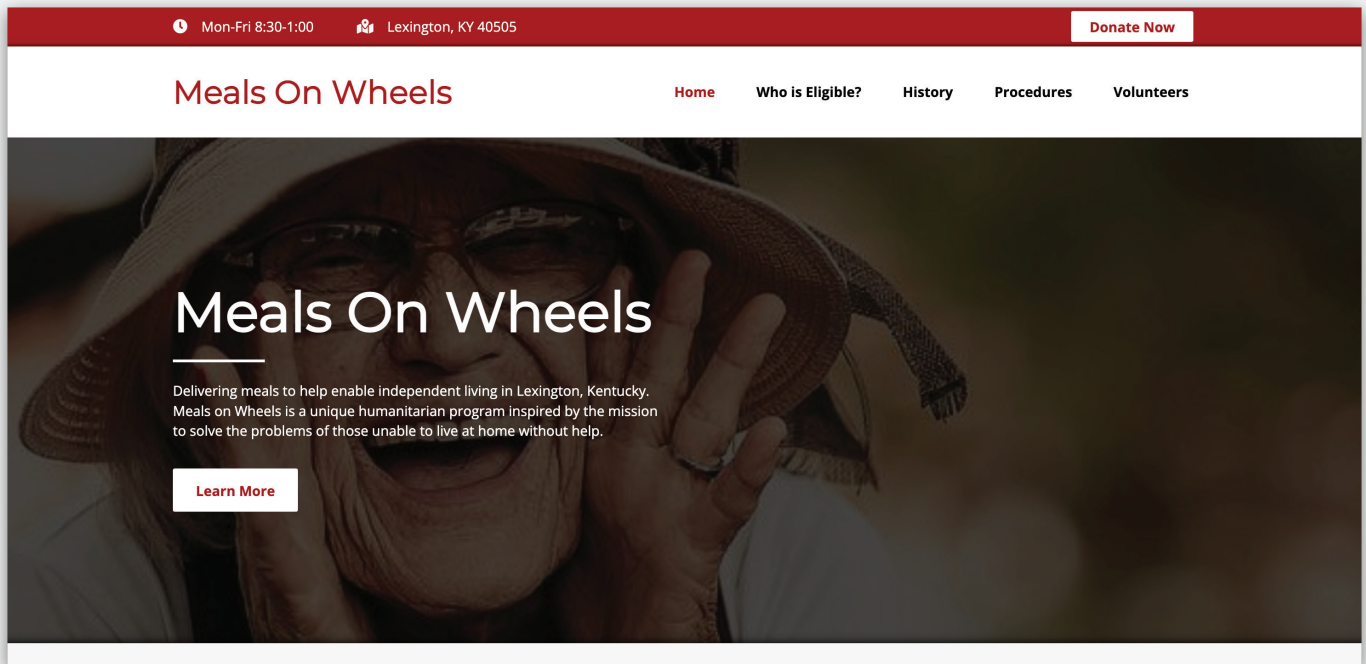 Mon-Fri 8:30-1:00
Lexington, KY 40505
Donate Now
Meals On Wheels
Home
Who is Eligible?
History
Procedures
Volunteers
Meals On Wheels
Delivering meals to help enable independent living in Lexington, Kentucky.
Meals on Wheels is a unique humanitarian program inspired by the mission
to solve the problems of those unable to live at home without help.
Learn More